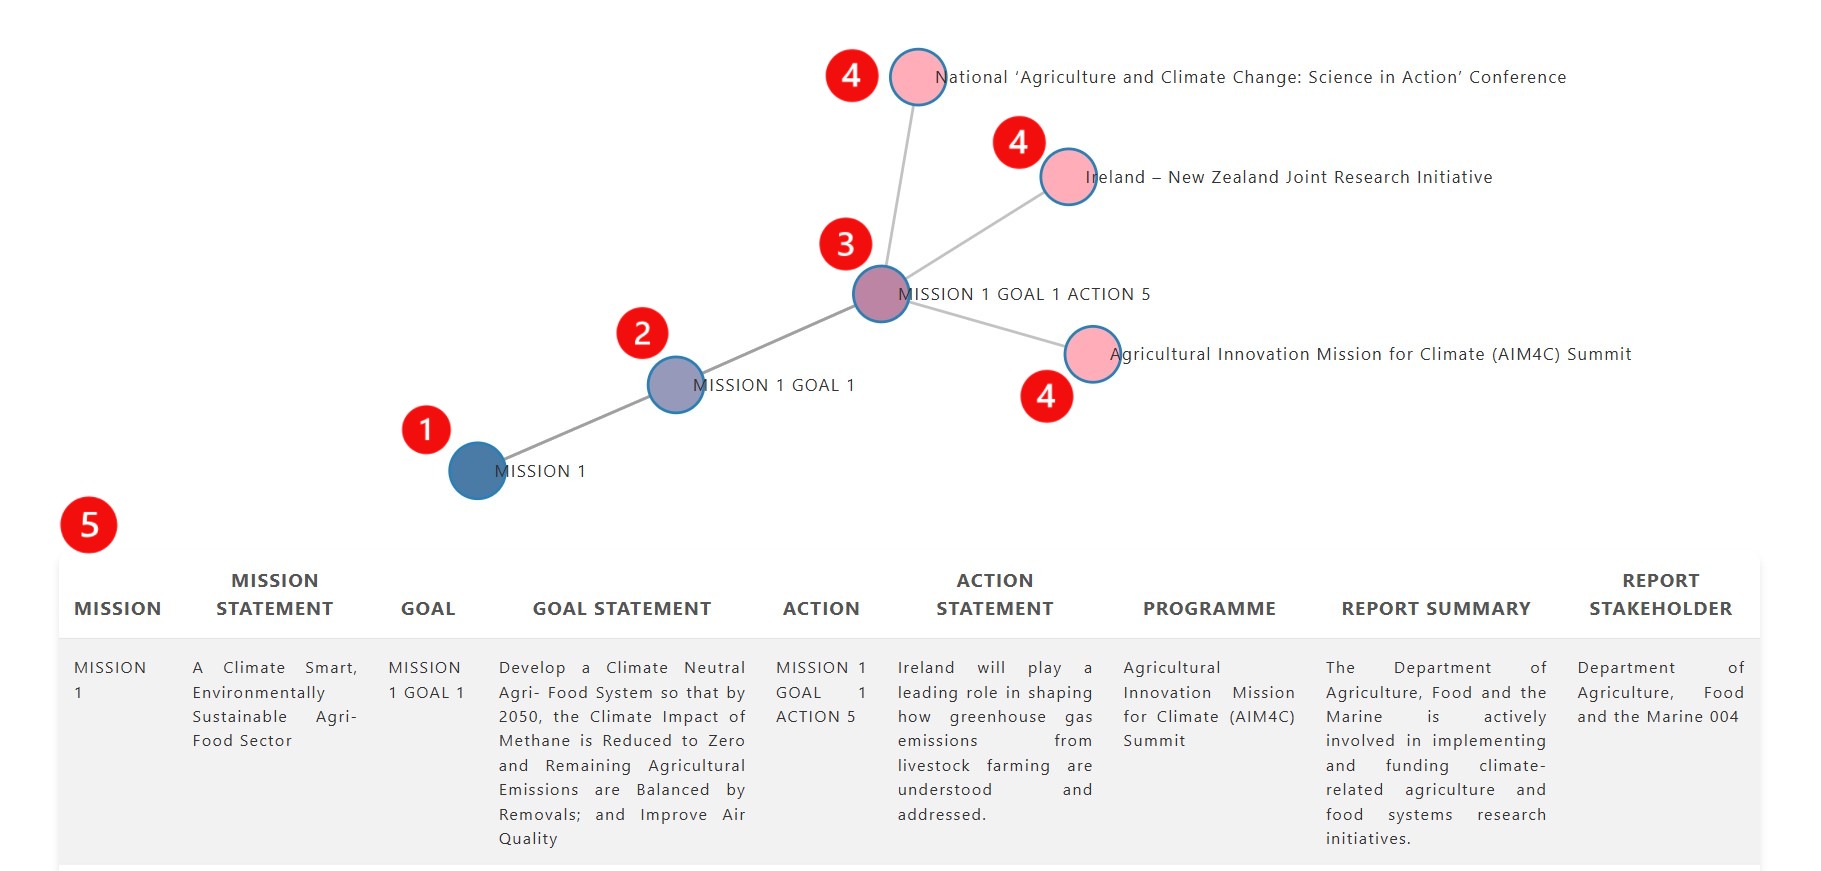 4
National ‘Agriculture and Climate Change: Science in Action’ Conference
4
Ireland – New Zealand Joint Research Initiative
3
MISSION 1 GOAL 1 ACTION 5
2
MISSION 1 GOAL 1
Agricultural Innovation Mission for Climate (AIM4C) Summit
4
1
MISSION 1
5
MISSION
MISSION
STATEMENT
GOAL
GOAL STATEMENT
ACTION
ACTION
STATEMENT
PROGRAMME
REPORT SUMMARY
REPORT
STAKEHOLDER
MISSION
1
A Climate Smart,
Environmentally
Sustainable Agri-
Food Sector
MISSION
1 GOAL 1
Develop a Climate Neutral
Agri- Food System so that by
2050, the Climate Impact of
Methane is Reduced to Zero
and Remaining Agricultural
Emissions are Balanced by
Removals; and Improve Air
Quality
MISSION 1
GOAL 1
ACTION 5
Ireland will play a
leading role in shaping
how greenhouse gas
emissions from
livestock farming are
understood and
addressed.
Agricultural
Innovation Mission
for Climate (AIM4C)
Summit
The Department of
Agriculture, Food and the
Marine is actively
involved in implementing
and funding climate-
related agriculture and
food systems research
initiatives.
Department of
Agriculture, Food
and the Marine 004